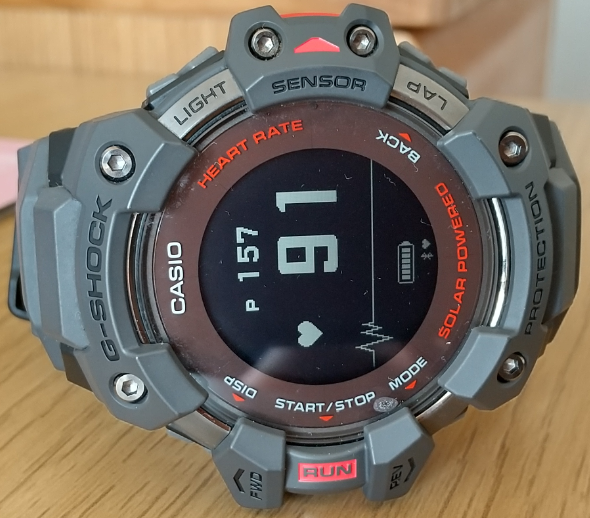 SENSOR
LIGHT
LAP
HEART RATE
BACK
G-SHOCK
CASIO
P 157
91
SOLAR POWERED
PROTECTION
DISP
START/STOP
MODE
FWD
RUN
REV